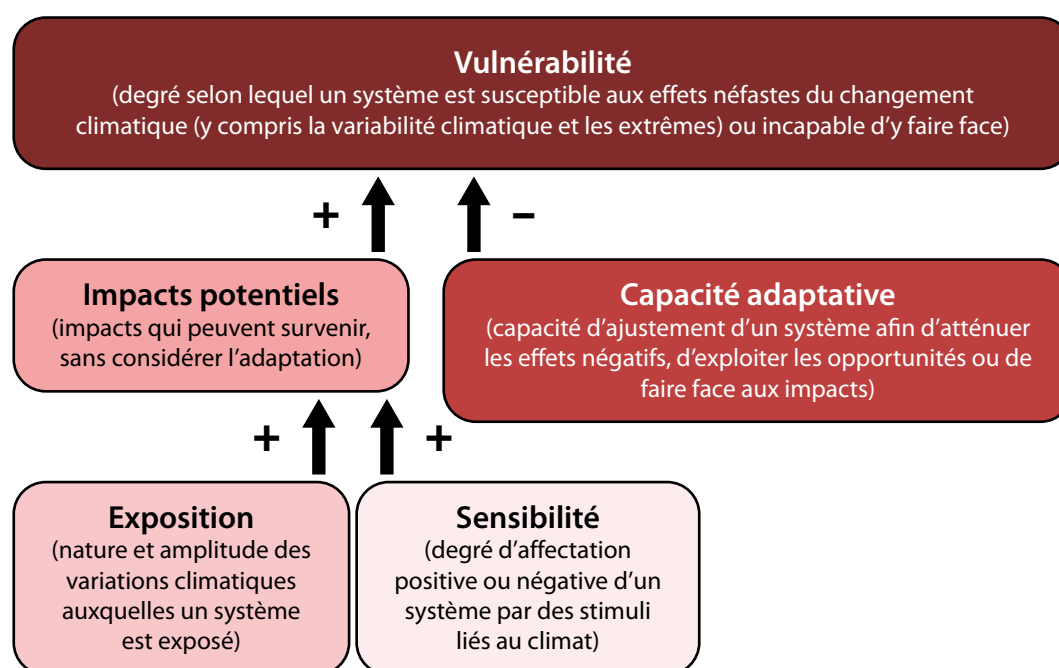 Vulnérabilité
(degré selon lequel un système est susceptible aux effets néfastes du changement
climatique (y compris la variabilité climatique et les extrêmes) ou incapable d’y faire face)
+
–
Impacts potentiels
(impacts qui peuvent survenir,
sans considérer l’adaptation)
Capacité adaptative
(capacité d’ajustement d’un système afin d’atténuer
les effets négatifs, d’exploiter les opportunités ou de
faire face aux impacts)
+
+
Exposition
(nature et amplitude des
variations climatiques
auxquelles un système
est exposé)
Sensibilité
(degré d’affectation
positive ou négative d’un
système par des stimuli
liés au climat)